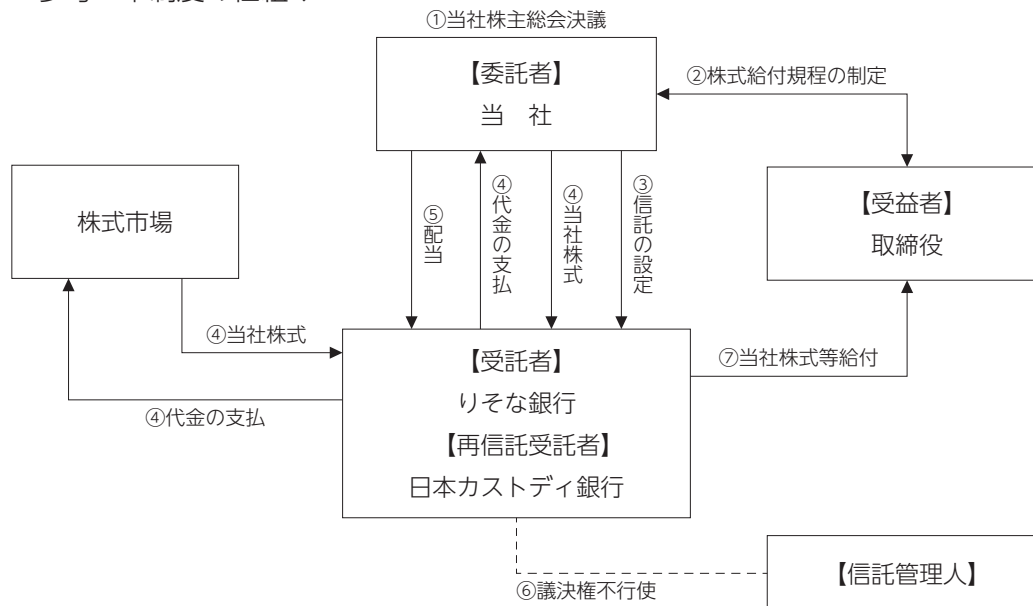 ①当社株主総会決議
【委託者】
当　社
②株式給付規程の制定
株式市場
⑤配当
④代金の支払
④当社株式
③信託の設定
【受益者】
取締役
④当社株式
④代金の支払
【受託者】
りそな銀行
【再信託受託者】
日本カストディ銀行
⑦当社株式等給付
⑥議決権不行使
【信託管理人】